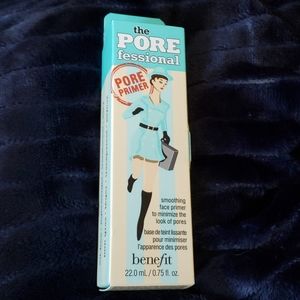 the
PORE
fessional
PORE
PRIMER
smoothing
face primer
to minimize the
look of pores
base de teint lissante
pour minimiser
l'apparence des pores
benefit
22.0 mL / 0.75 fl. oz.